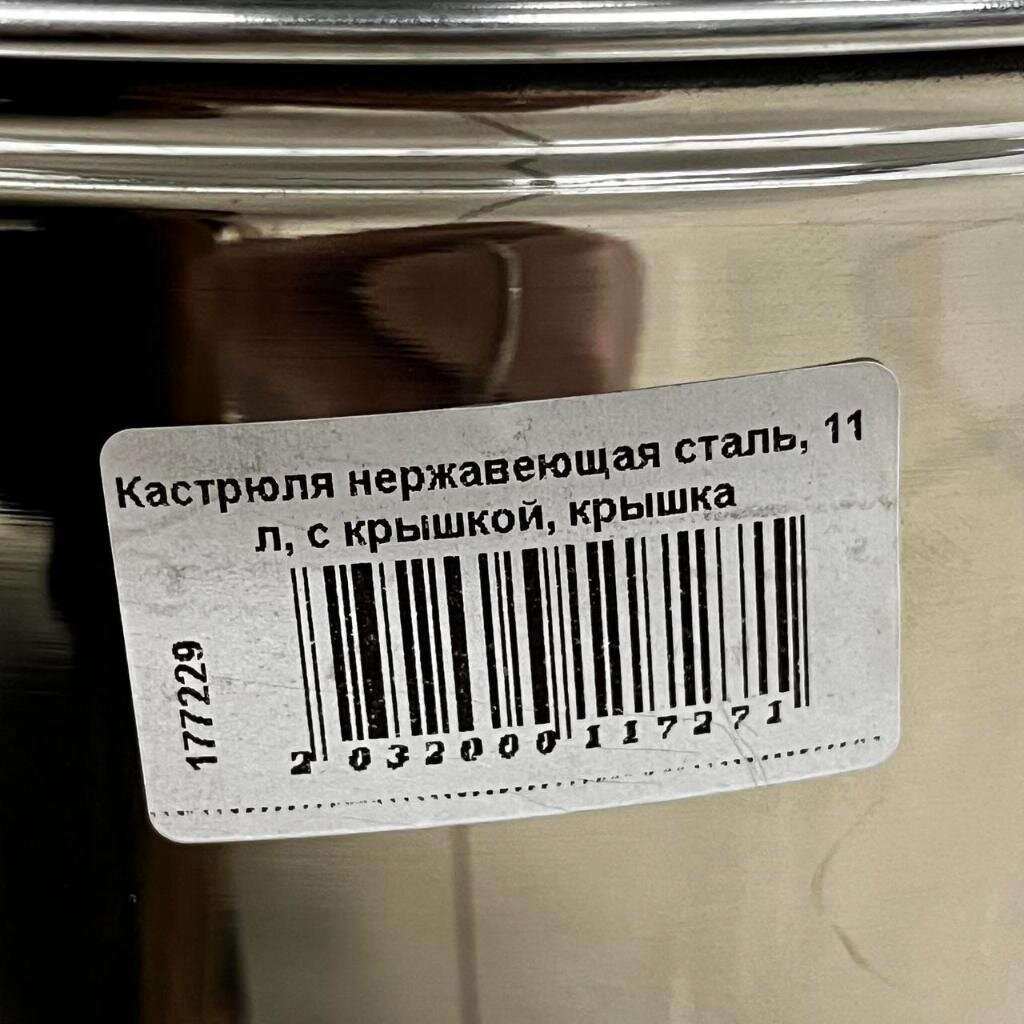 Кастрюля нержавеющая сталь, 11
л, с крышкой, крышка
177229
2 032000 117271